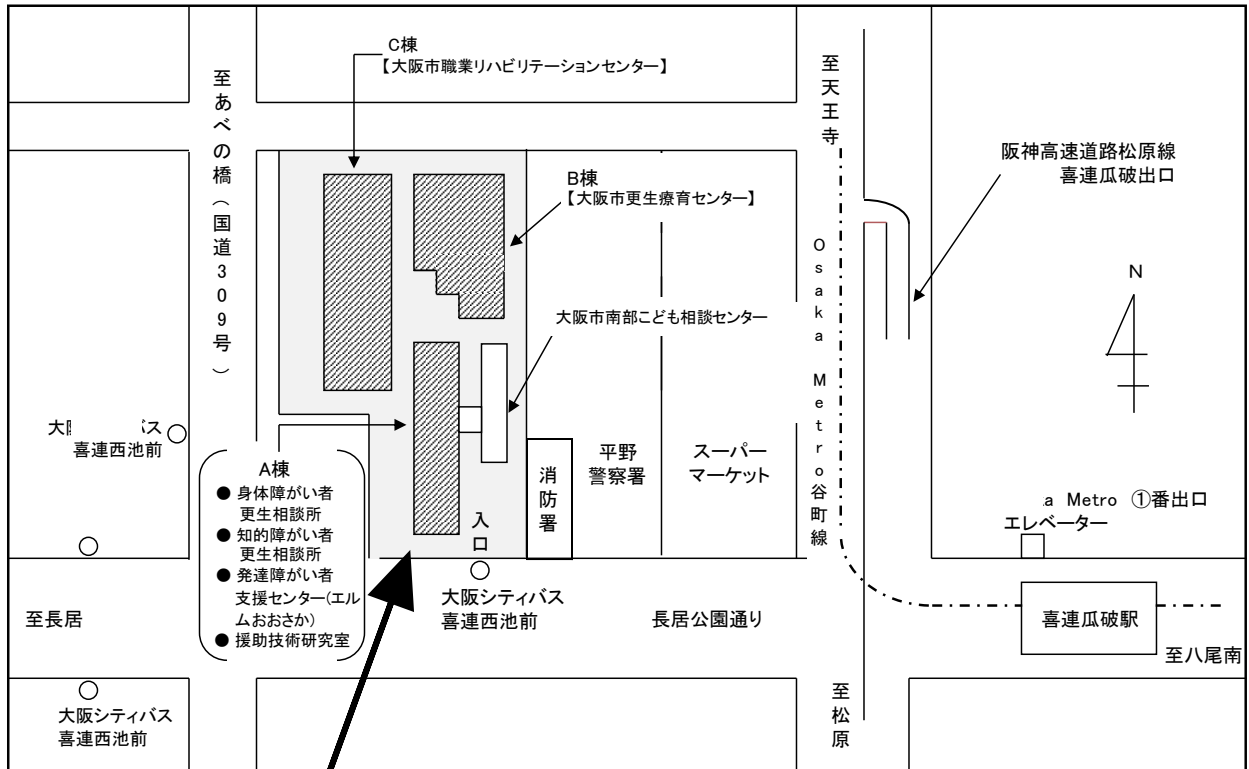 C棟
【大阪市職業リハビリテーションセンター】
至あべの橋（国道309号）
至天王寺
阪神高速道路松原線
喜連瓜破出口
B棟
【大阪市更生療育センター】
Osaka Metro谷町線
N
大阪市南部こども相談センター
バス
喜連西池前
A棟
● 身体障がい者
更生相談所
● 知的障がい者
更生相談所
● 発達障がい者
支援センター(エル
ムおおさか)
● 援助技術研究室
消防署
平野
警察署
スーパー
マーケット
入口
a Metro ①番出口
エレベーター
大阪シティバス
喜連西池前
至長居
長居公園通り
喜連瓜破駅
至八尾南
大阪シティバス
喜連西池前
至松原